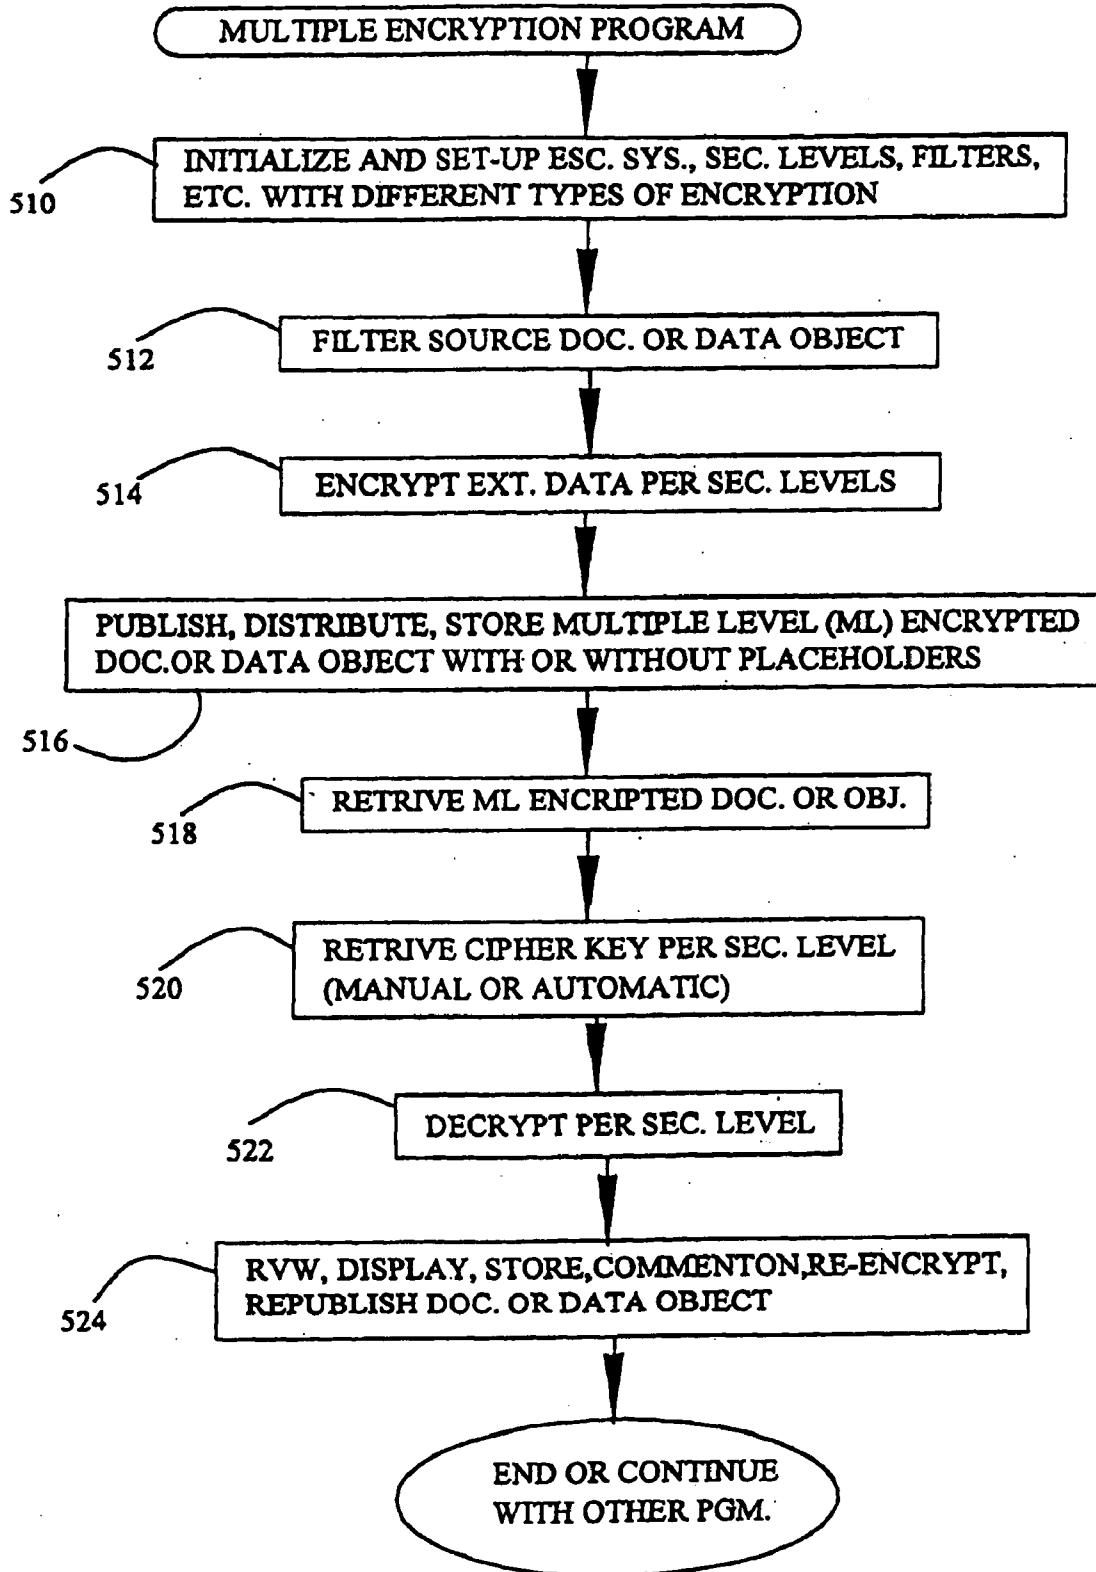 MULTIPLE ENCRYPTION PROGRAM
INITIALIZE AND SET-UP ESC. SYS., SEC. LEVELS, FILTERS,
ETC. WITH DIFFERENT TYPES OF ENCRYPTION
510
FILTER SOURCE DOC. OR DATA OBJECT
512
ENCRYPT EXT. DATA PER SEC. LEVELS
514
PUBLISH, DISTRIBUTE, STORE MULTIPLE LEVEL (ML) ENCRYPTED
DOC.OR DATA OBJECT WITH OR WITHOUT PLACEHOLDERS
516
RETRIVE ML ENCRIPTED DOC. OR OBJ.
518
RETRIVE CIPHER KEY PER SEC. LEVEL
(MANUAL OR AUTOMATIC)
520
DECRYPT PER SEC. LEVEL
522
RVW, DISPLAY, STORE,COMMENTON,RE-ENCRYPT,
REPUBLISH DOC. OR DATA OBJECT
524
END OR CONTINUE
WITH OTHER PGM.